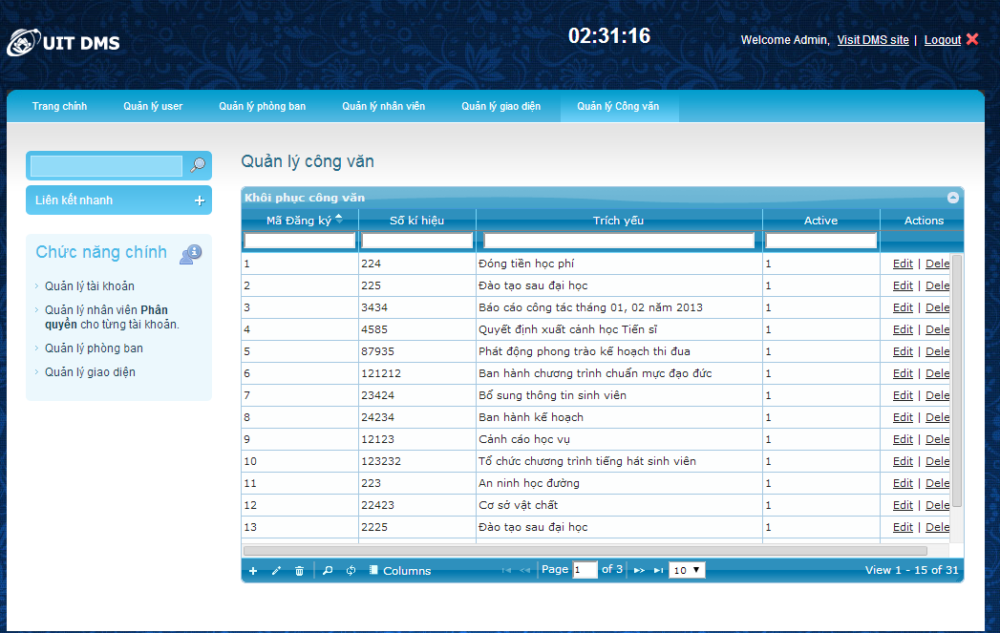 UIT DMS
02:31:16
Welcome Admin, Visit DMS site | Logout
Trang chính Quản lý user Quản lý phòng ban Quản lý nhân viên Quản lý giao diện Quản lý Công văn
Liên kết nhanh
Chức năng chính
Quản lý tài khoản
Quản lý nhân viên Phân
quyền cho từng tài khoản.
Quản lý phòng ban
Quản lý giao diện
Quản lý công văn
Khôi phục công văn
Mã Đăng ký Số kí hiệu Trích yếu Active Actions
1 224 Đóng tiền học phí 1 Edit | Dele
2 225 Đào tạo sau đại học 1 Edit | Dele
3 3434 Báo cáo công tác tháng 01, 02 năm 2013 1 Edit | Dele
4 4585 Quyết định xuất cảnh học Tiến sĩ 1 Edit | Dele
5 87935 Phát động phong trào kế hoạch thi đua 1 Edit | Dele
6 121212 Ban hành chương trình chuẩn mực đạo đức 1 Edit | Dele
7 23424 Bổ sung thông tin sinh viên 1 Edit | Dele
8 24234 Ban hành kế hoạch 1 Edit | Dele
9 12123 Cảnh cáo học vụ 1 Edit | Dele
10 123232 Tổ chức chương trình tiếng hát sinh viên 1 Edit | Dele
11 223 An ninh học đường 1 Edit | Dele
12 22423 Cơ sở vật chất 1 Edit | Dele
13 2225 Đào tạo sau đại học 1 Edit | Dele
Columns Page 1 of 3 10 View 1 - 15 of 31